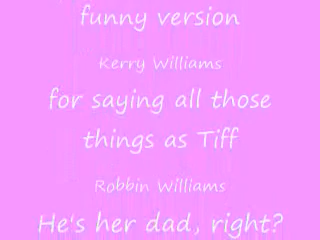 funny version
Kerry Williams
for saying all those
things as Tiff
Robbin Williams
He's her dad, right?